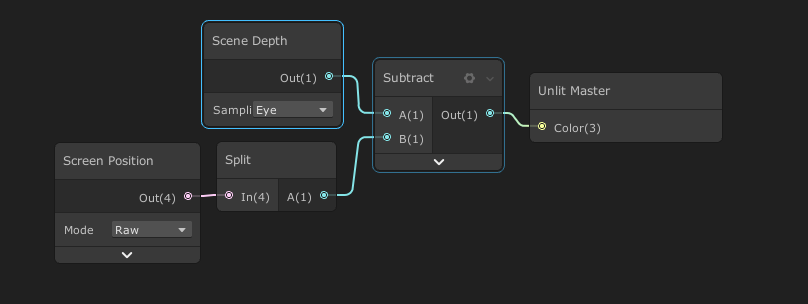 Scene Depth
Out(1)
Sampli Eye
Subtract
A(1) Out(1)
B(1)
Unlit Master
Color(3)
Screen Position
Out(4)
Mode Raw
Split
In(4) A(1)